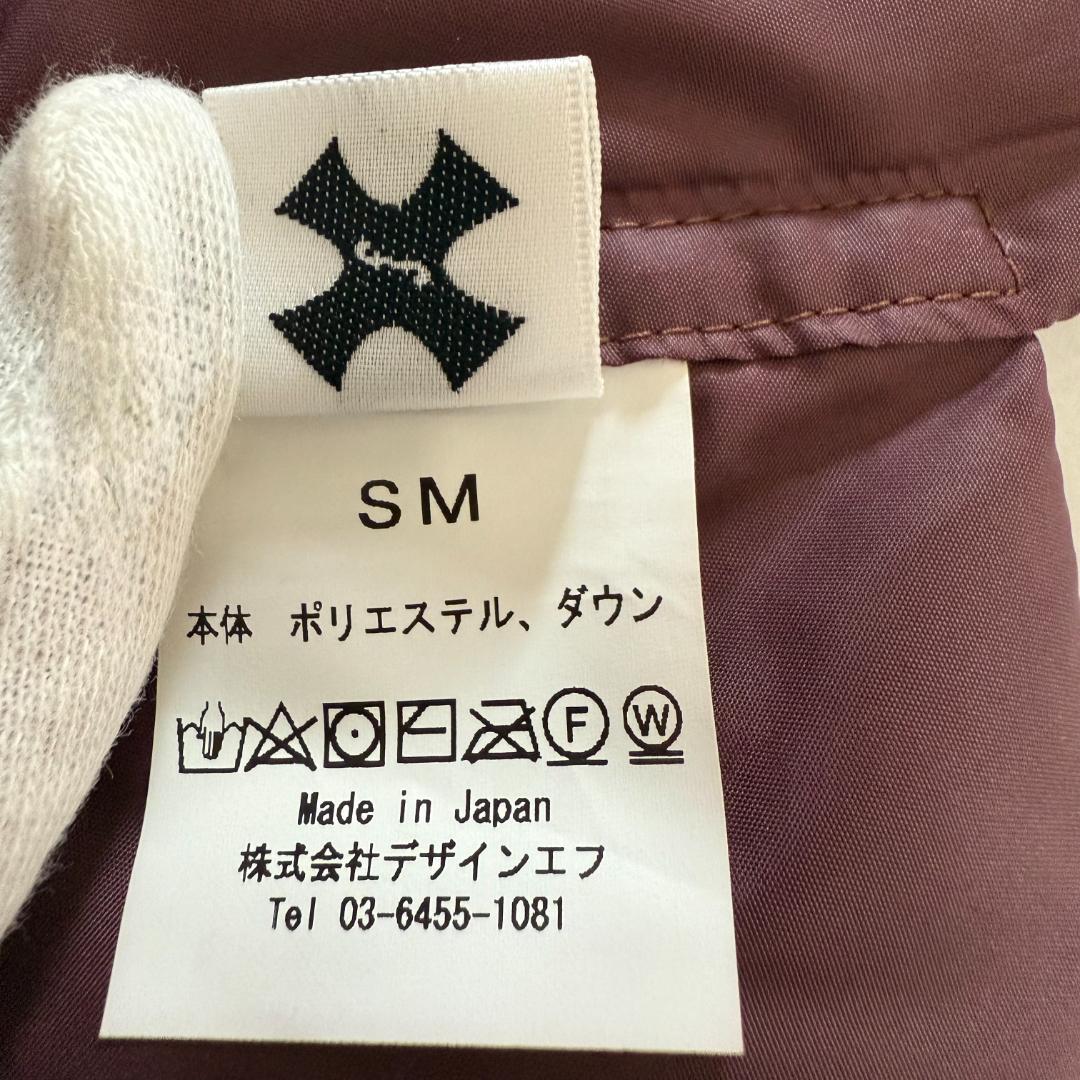 SM
本体 ポリエステル、ダウン
F W
Made in Japan
株式会社デザインエフ
Tel 03-6455-1081